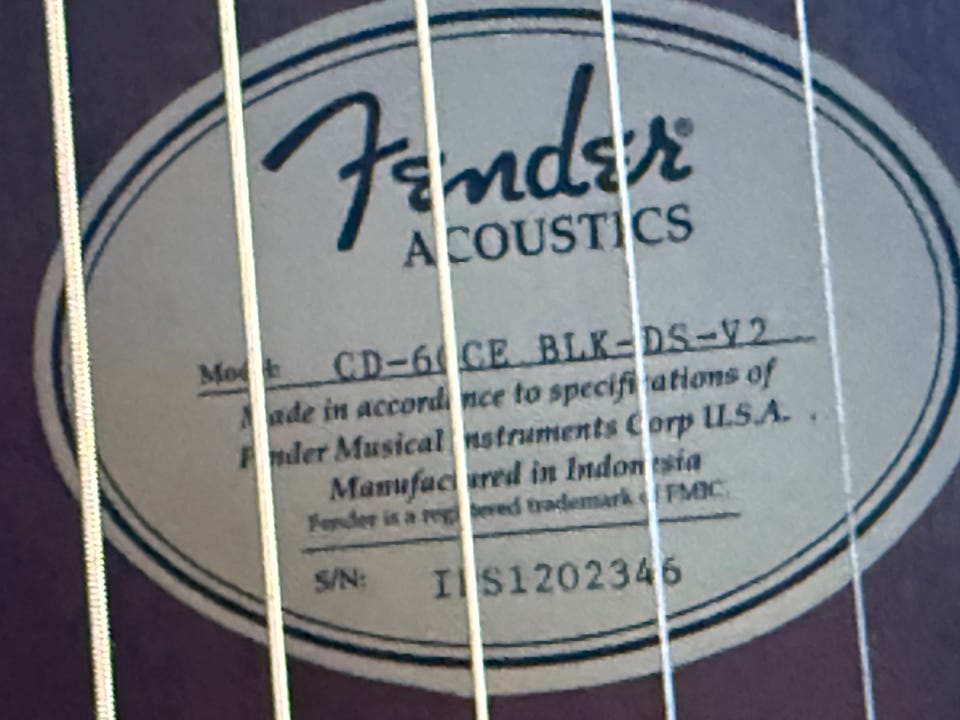 Fender®
ACOUSTICS
Model: CD-60CE BLK-DS-V2
Made in accordance to specifications of
Fender Musical Instruments Corp U.S.A.
Manufactured in Indonesia
Fender is a registered trademark of FMIC.
S/N: